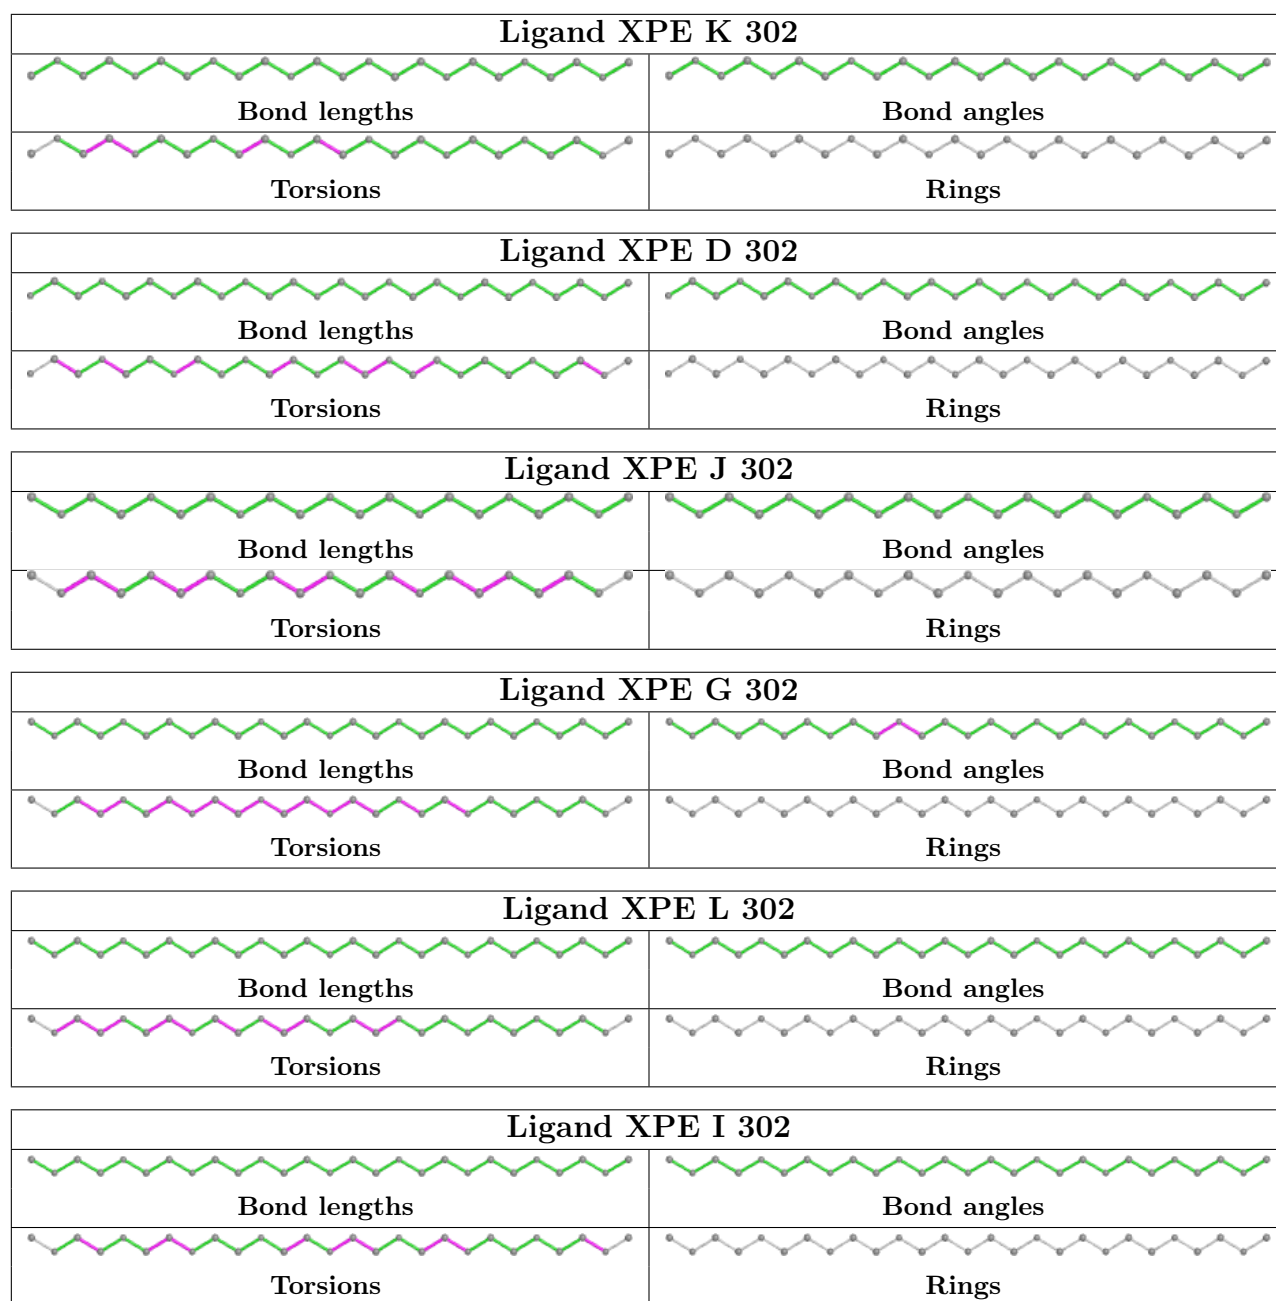 Ligand XPE K 302
Bond lengths Bond angles
Torsions Rings
Ligand XPE D 302
Bond lengths Bond angles
Torsions Rings
Ligand XPE J 302
Bond lengths Bond angles
Torsions Rings
Ligand XPE G 302
Bond lengths Bond angles
Torsions Rings
Ligand XPE L 302
Bond lengths Bond angles
Torsions Rings
Ligand XPE I 302
Bond lengths Bond angles
Torsions Rings